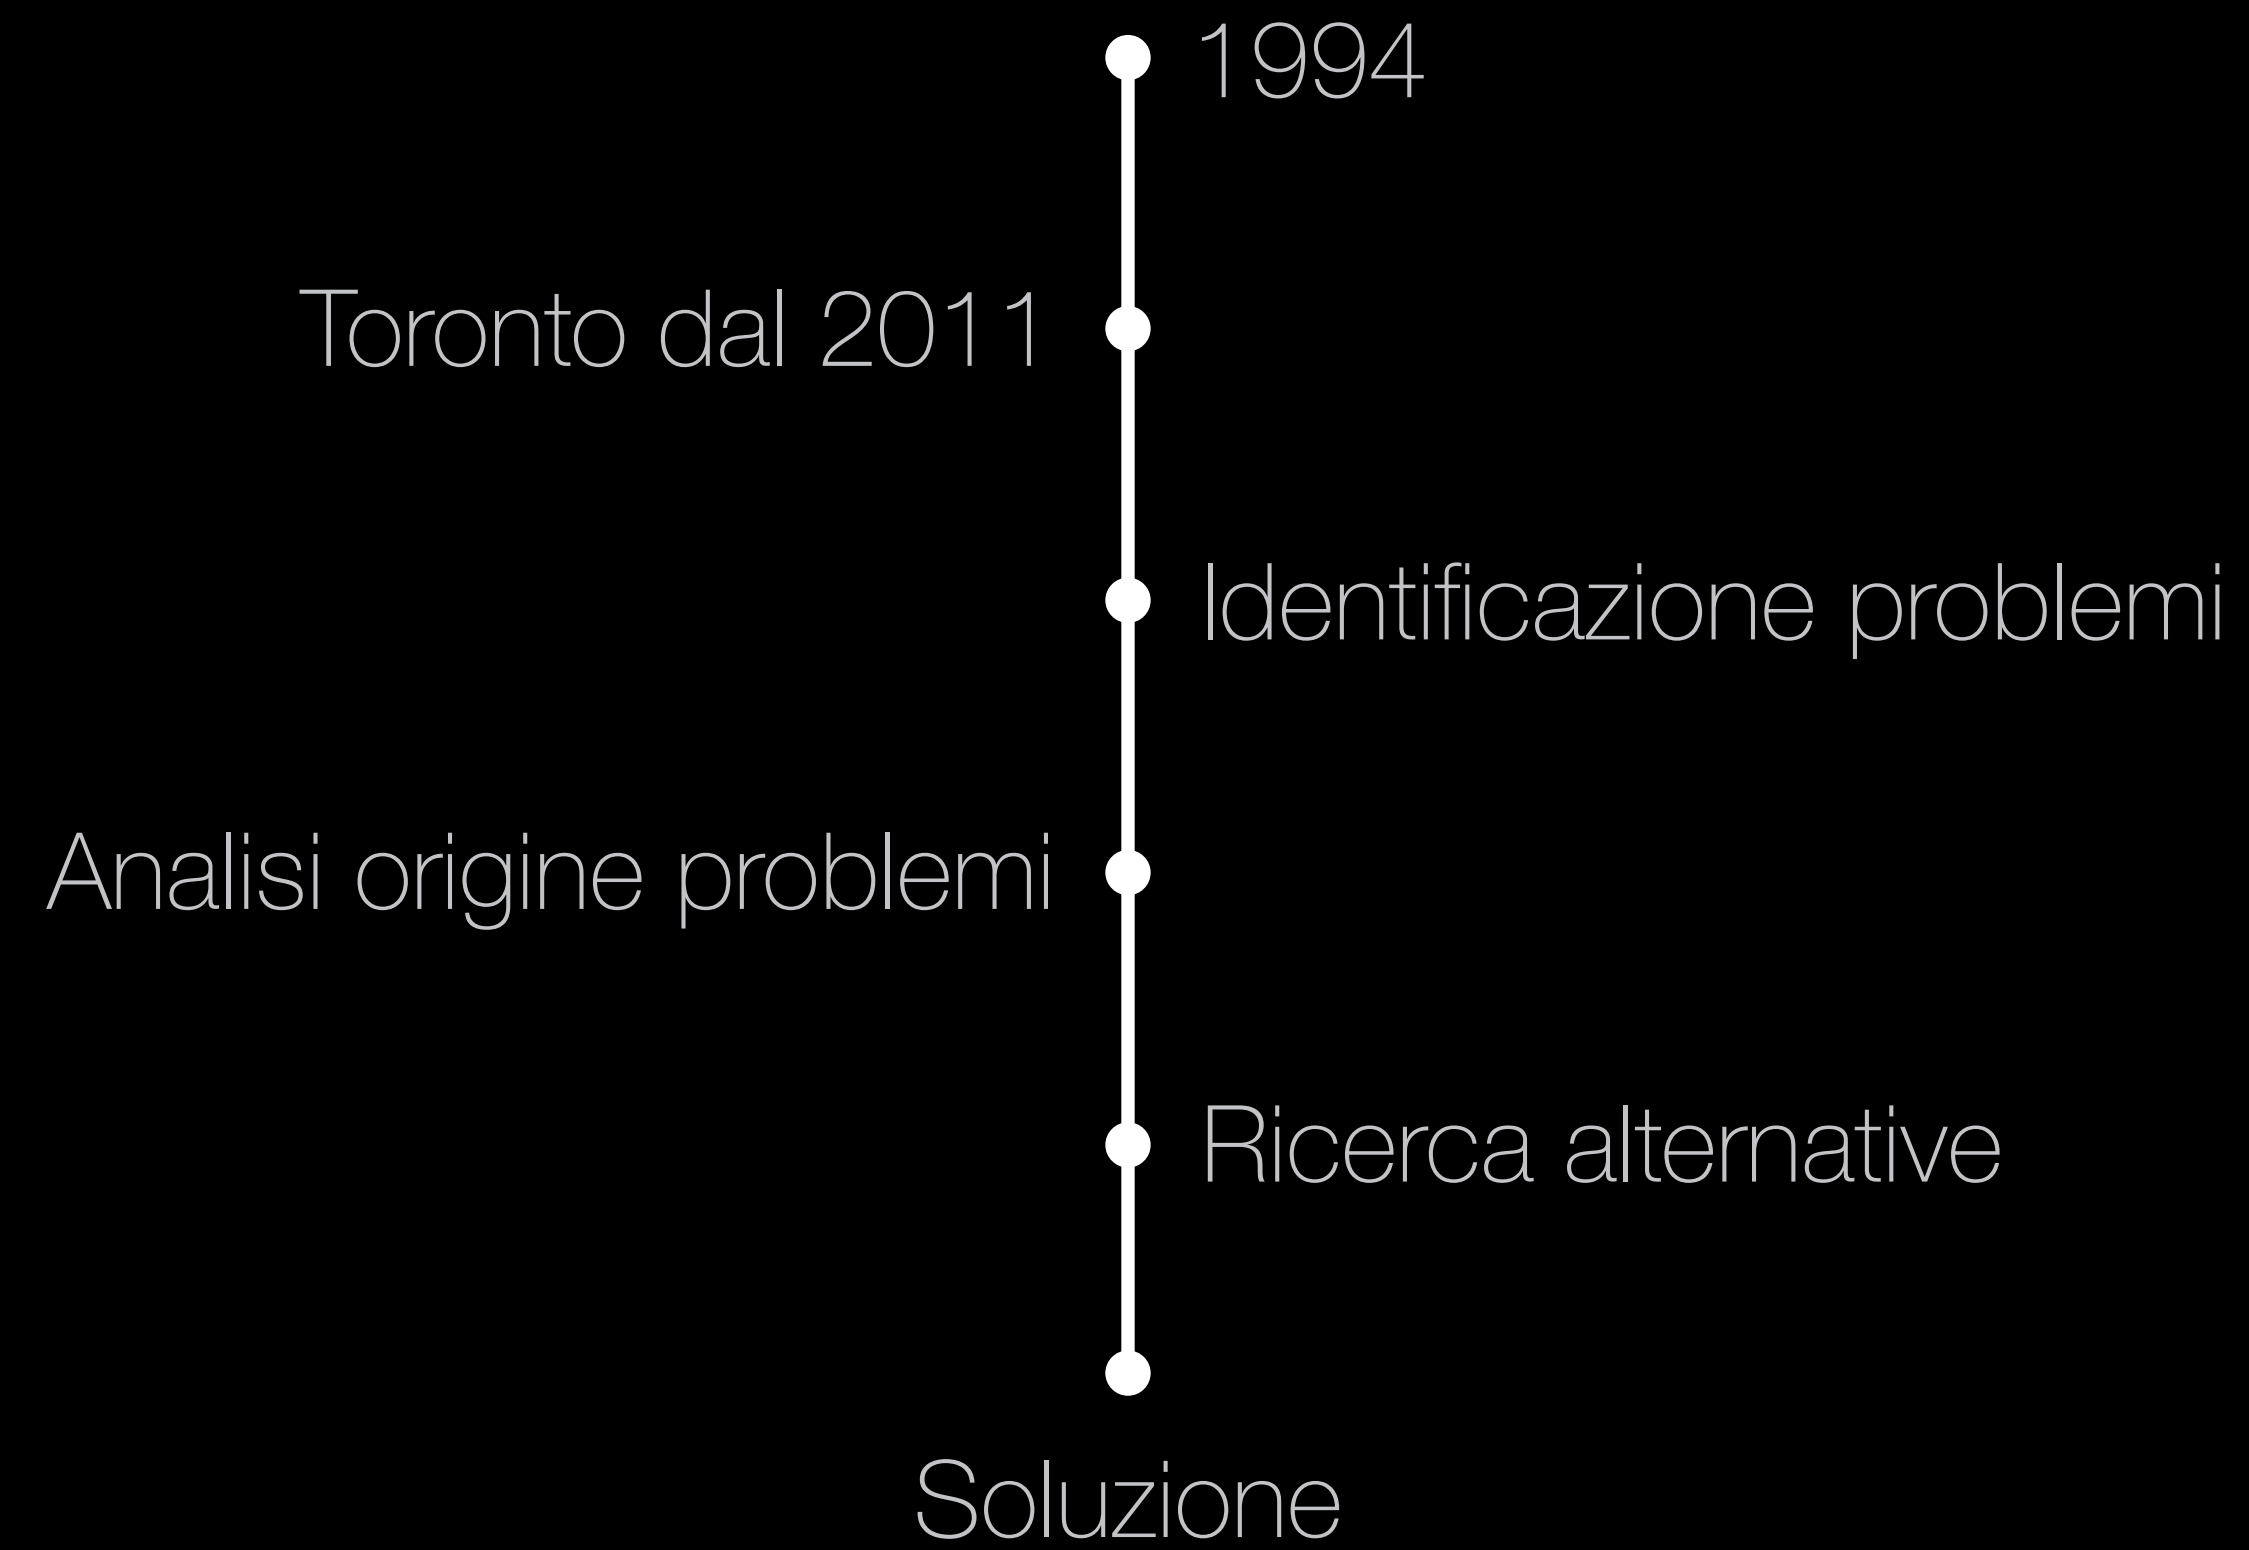 1994
Toronto dal 2011
Identificazione problemi
Analisi origine problemi
Ricerca alternative
Soluzione